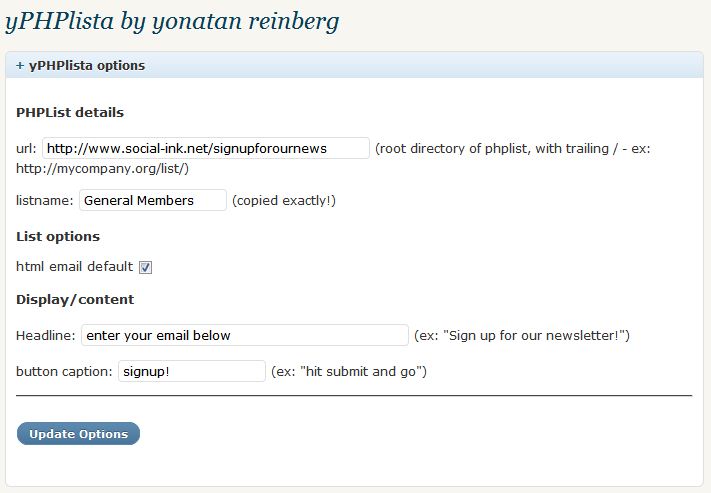 yPHPlista by yonatan reinberg
+ yPHPlista options
PHPList details
url: http://www.social-ink.net/signupforournews (root directory of phplist, with trailing / - ex:
http://mycompany.org/list/)
listname: General Members (copied exactly!)
List options
html email default
Display/content
Headline: enter your email below (ex: "Sign up for our newsletter!")
button caption: signup! (ex: "hit submit and go")
Update Options